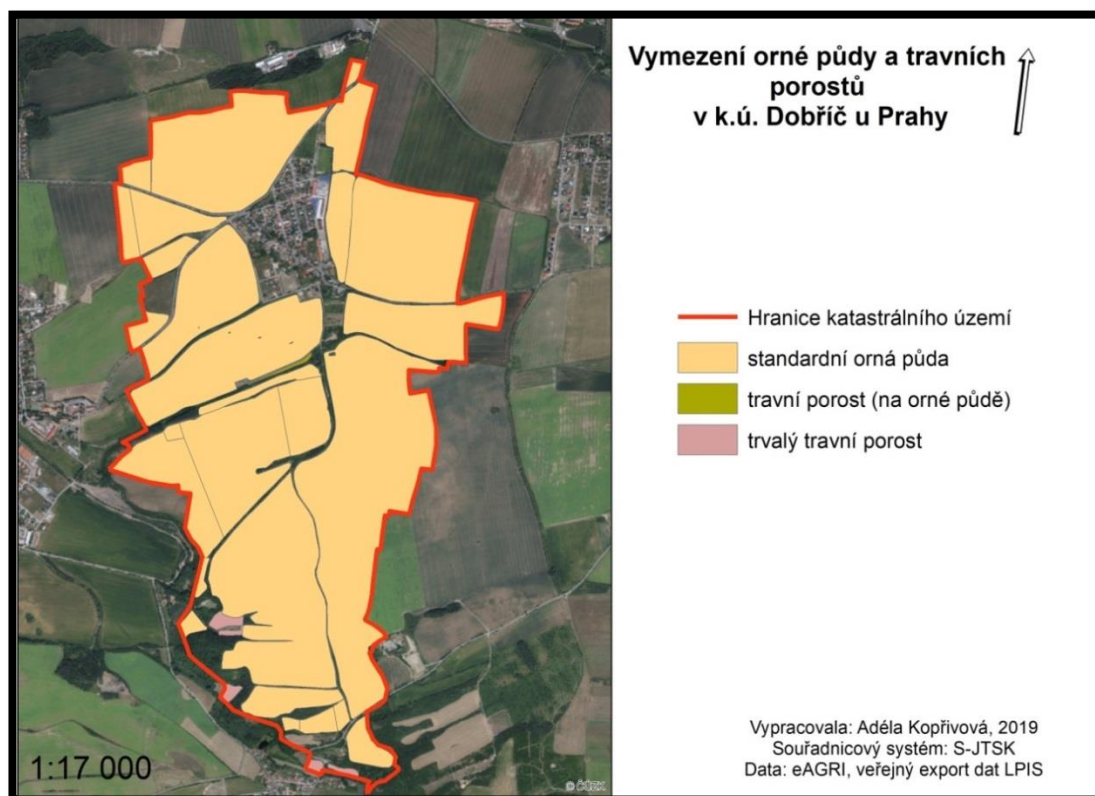 Vymezení orné půdy a travních
porostů
v k.ú. Dobříč u Prahy
Hranice katastrálního území
standardní orná půda
travní porost (na orné půdě)
trvalý travní porost
1:17 000
© ČÚZK
Vypracovala: Adéla Kopřivová, 2019
Souřadnicový systém: S-JTSK
Data: eAGRI, veřejný export dat LPIS